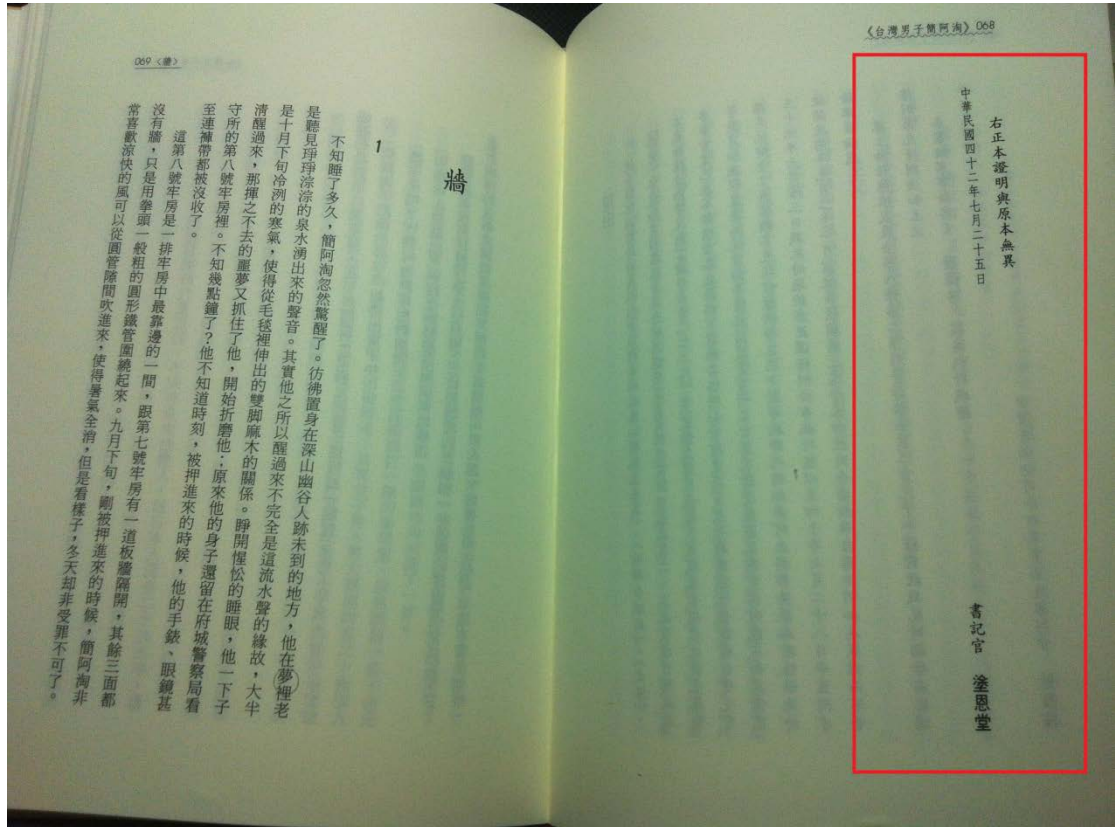 《台灣男子簡阿淘》068
右正本證明與原本無異
中華民國四十二年七月二十五日
書記官　塗恩堂
069〈牆〉
牆
1
不知睡了多久，簡阿淘忽然驚醒了。彷彿置身在深山幽谷人跡未到的地方，他在夢裡老
是聽見琤琤淙淙的泉水湧出來的聲音。其實他之所以醒過來不完全是這流水聲的緣故，大半
是十月下旬冷冽的寒氣，使得從毛毯裡伸出的雙脚麻木的關係。睜開惺忪的睡眼，他一下子
清醒過來，那揮之不去的噩夢又抓住了他，開始折磨他；原來他的身子還留在府城警察局看
守所的第八號牢房裡。不知幾點鐘了？他不知道時刻，被押進來的時候，他的手錶、眼鏡甚
至連褲帶都被沒收了。
這第八號牢房是一排牢房中最靠邊的一間，跟第七號牢房有一道板牆隔開，其餘三面都
沒有牆，只是用拳頭一般粗的圓形鐵管圍繞起來。九月下旬，剛被押進來的時候，簡阿淘非
常喜歡涼快的風可以從圓管隙間吹進來，使得暑氣全消，但是看樣子，冬天却非受罪不可了。